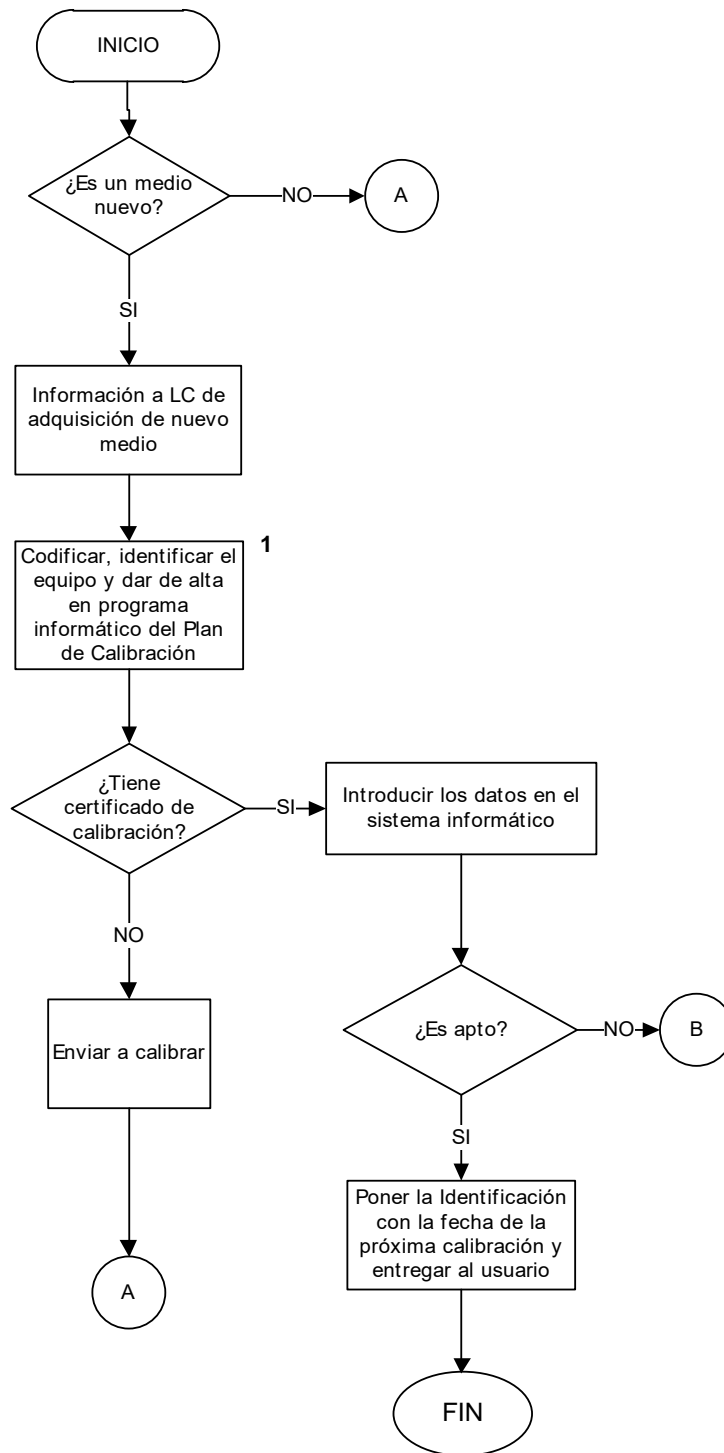 INICIO
¿Es un medio
nuevo?
NO
A
SI
Información a LC de
adquisición de nuevo
medio
1
Codificar, identificar el
equipo y dar de alta
en programa
informático del Plan
de Calibración
¿Tiene
certificado de
calibración?
SI
Introducir los datos en el
sistema informático
NO
Enviar a calibrar
A
¿Es apto?
NO
B
SI
Poner la Identificación
con la fecha de la
próxima calibración y
entregar al usuario
FIN